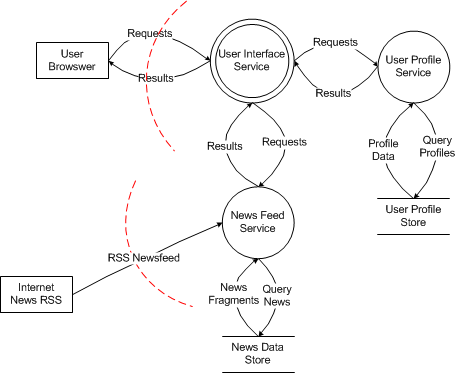 Requests
User
Browswer
Results
User Interface
Service
Requests
Results
User Profile
Service
Profile
Data
Query
Profiles
User Profile
Store
Results
Requests
News Feed
Service
RSS Newsfeed
Internet
News RSS
News
Fragments
Query
News
News Data
Store